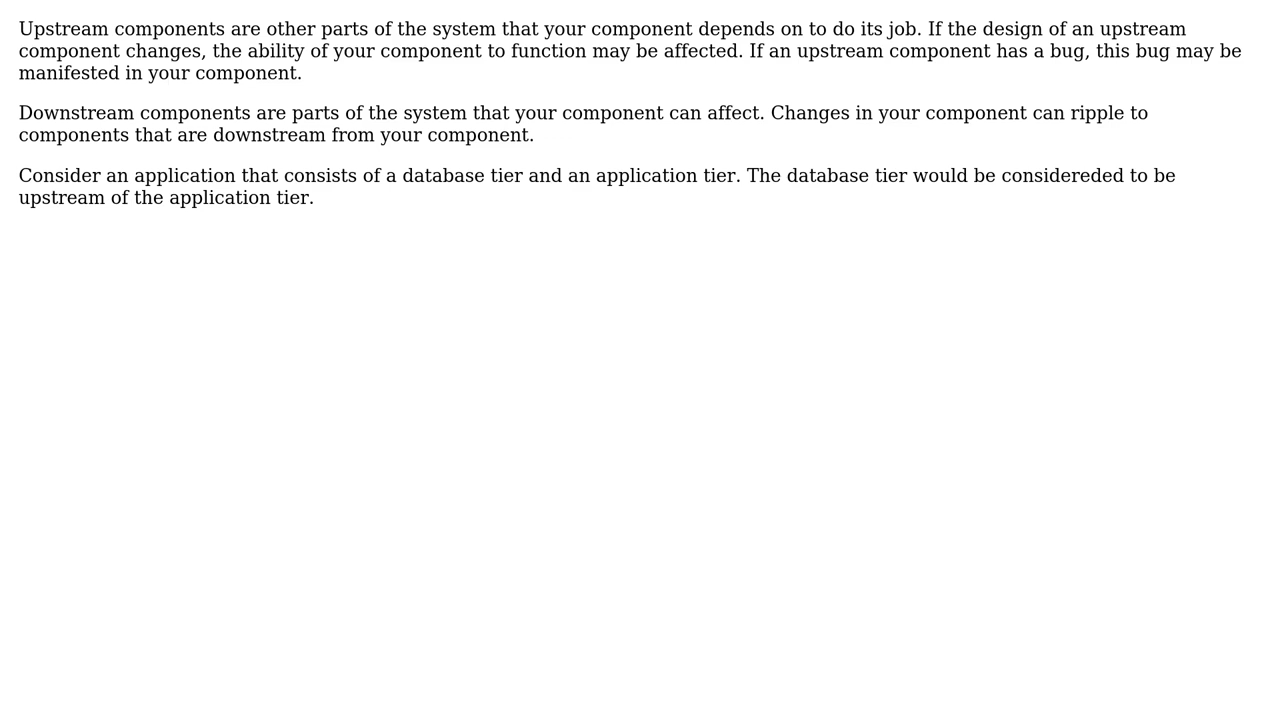 Upstream components are other parts of the system that your component depends on to do its job. If the design of an upstream
component changes, the ability of your component to function may be affected. If an upstream component has a bug, this bug may be
manifested in your component.
Downstream components are parts of the system that your component can affect. Changes in your component can ripple to
components that are downstream from your component.
Consider an application that consists of a database tier and an application tier. The database tier would be considereded to be
upstream of the application tier.